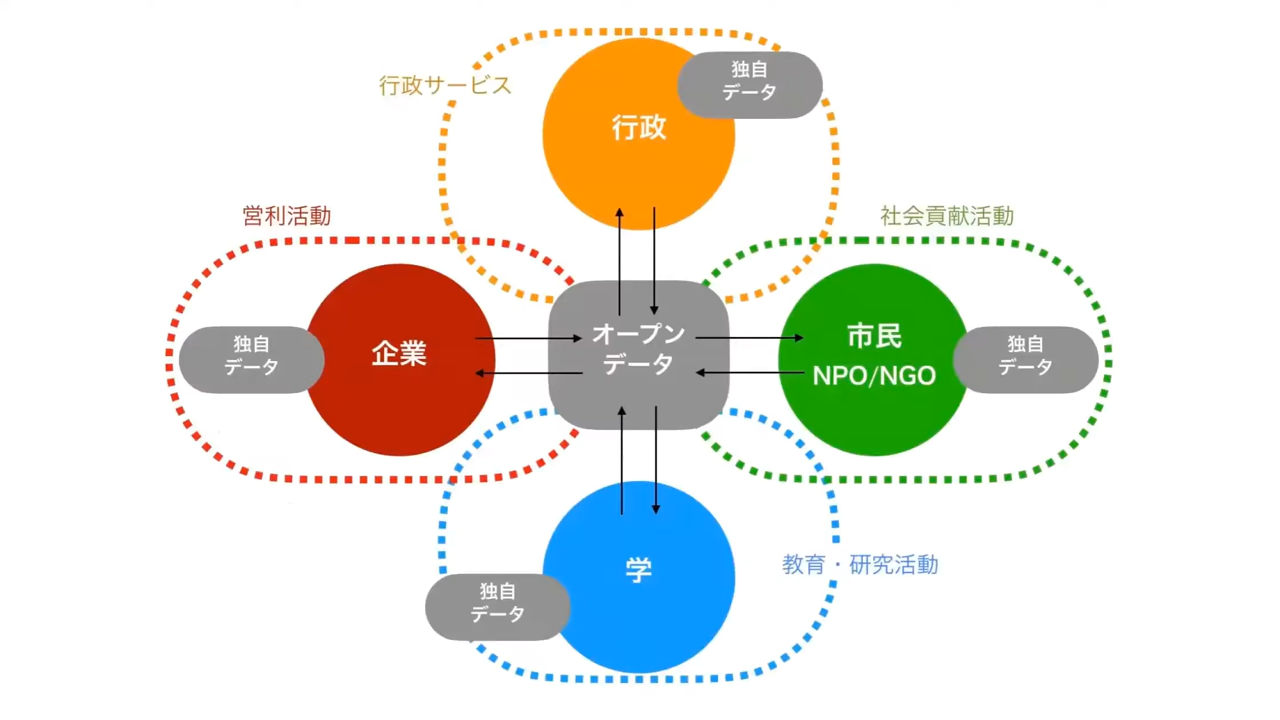 行政サービス
独自
データ
行政
営利活動
社会貢献活動
独自
データ
企業
オープン
データ
市民
NPO/NGO
独自
データ
教育・研究活動
学
独自
データ